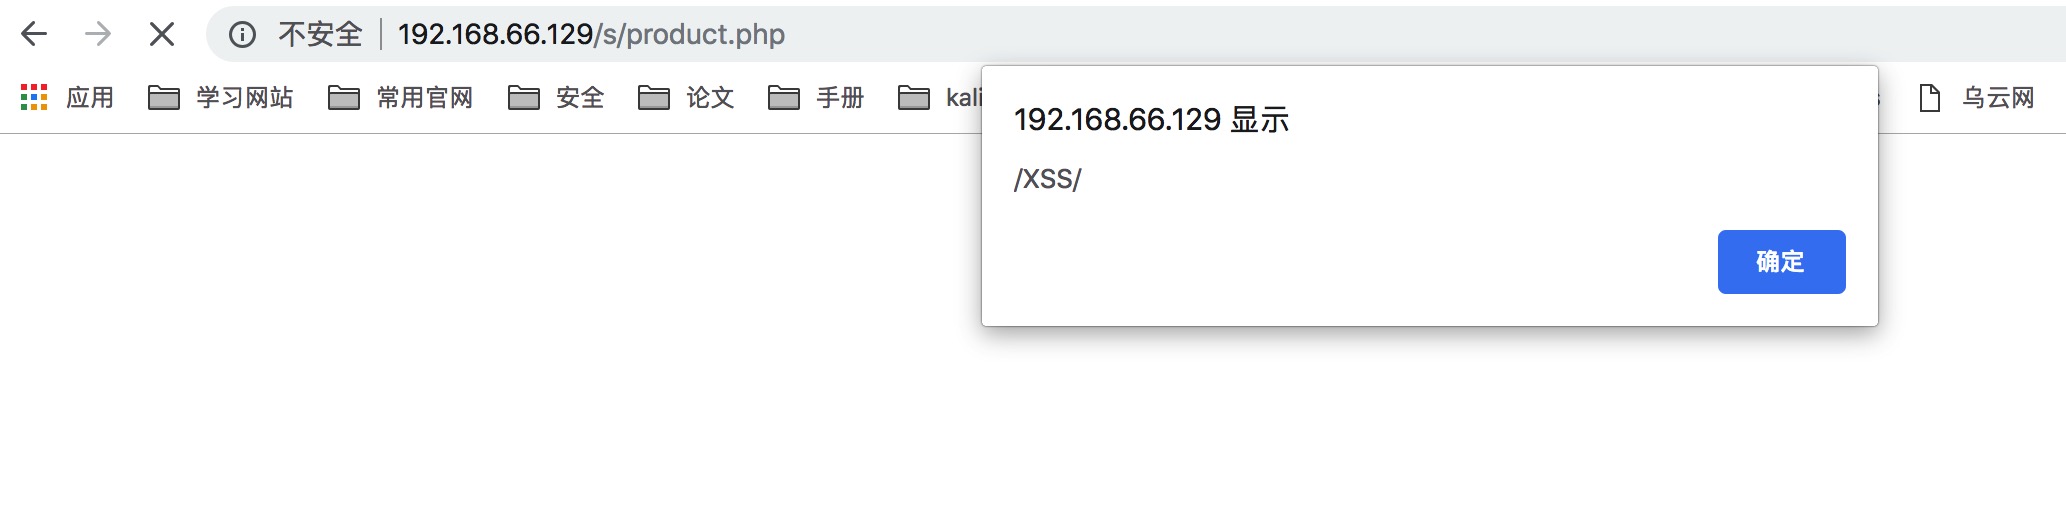 不安全 192.168.66.129/s/product.php
应用 学习网站 常用官网 安全 论文 手册 kali 乌云网
192.168.66.129 显示
/XSS/
确定